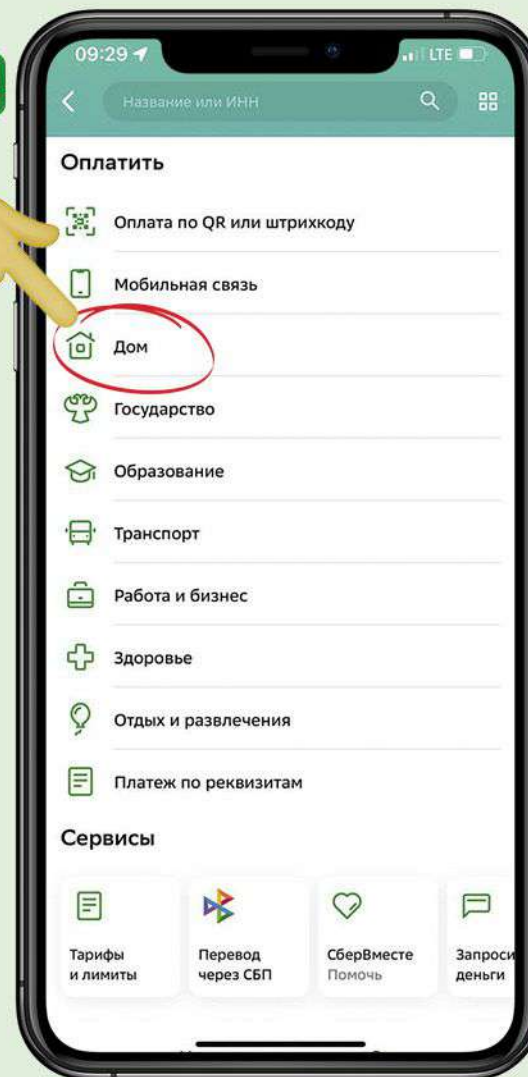 09:29
LTE
Название или ИНН
Оплатить
Оплата по QR или штрихкоду
Мобильная связь
Дом
Государство
Образование
Транспорт
Работа и бизнес
Здоровье
Отдых и развлечения
Платеж по реквизитам
Сервисы
Тарифы
и лимиты
Перевод
через СБП
СберВместе
Помочь
Запроси
деньги